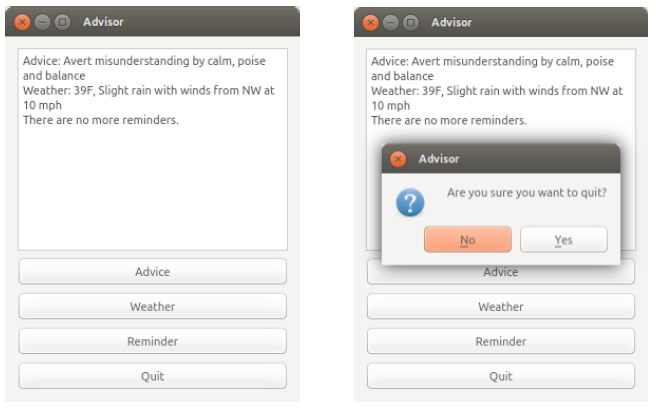 Advisor
Advice: Avert misunderstanding by calm, poise
and balance
Weather: 39F, Slight rain with winds from NW at
10 mph
There are no more reminders.
Advice
Weather
Reminder
Quit
Advisor
Advice: Avert misunderstanding by calm, poise
and balance
Weather: 39F, Slight rain with winds from NW at
10 mph
There are no more reminders.
Advisor
Are you sure you want to quit?
No Yes
Advice
Weather
Reminder
Quit